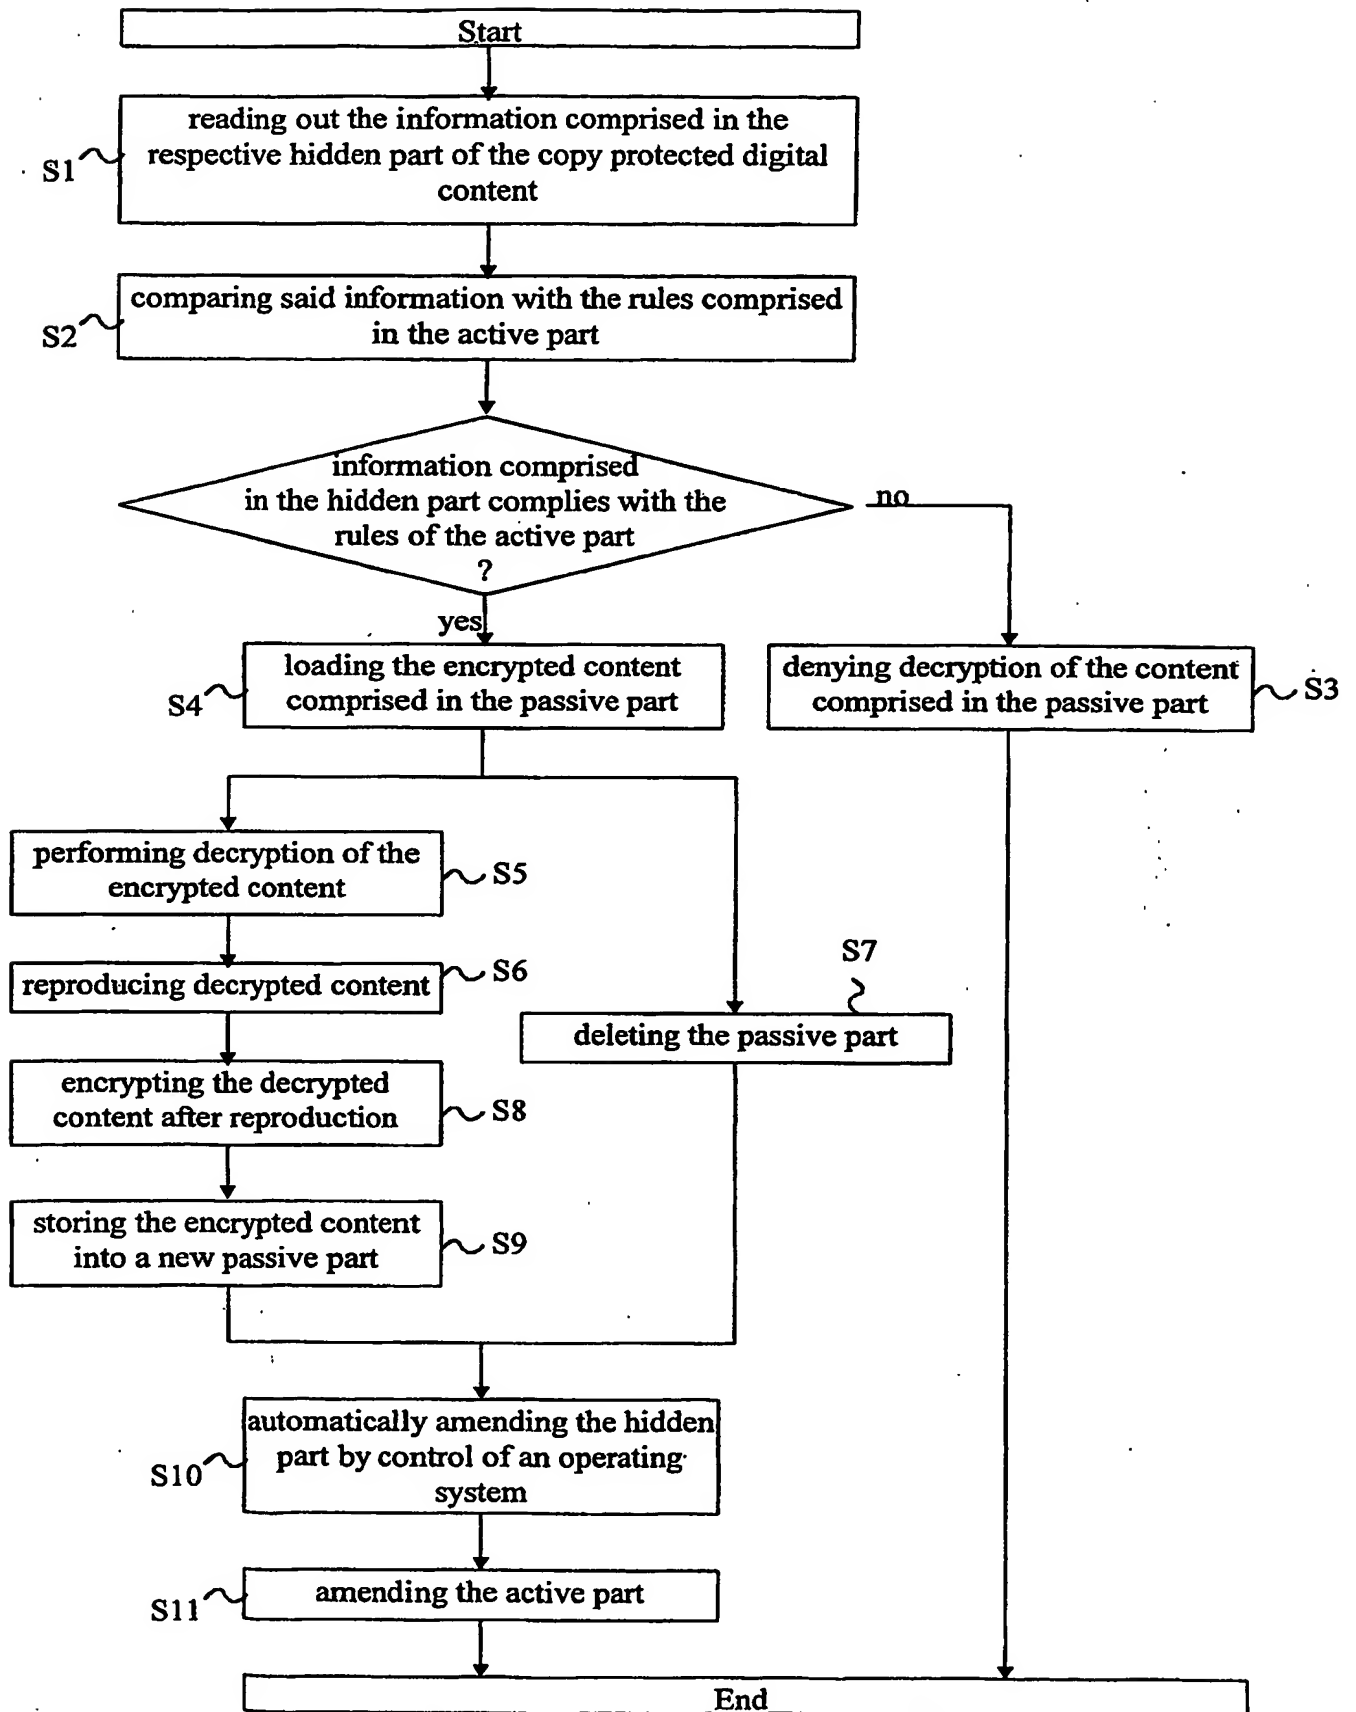 Start
reading out the information comprised in the
respective hidden part of the copy protected digital
content
S1
comparing said information with the rules comprised
in the active part
S2
information comprised
in the hidden part complies with the
rules of the active part
?
no
yes
loading the encrypted content
comprised in the passive part
S4
denying decryption of the content
comprised in the passive part
S3
performing decryption of the
encrypted content
S5
reproducing decrypted content
S6
S7
deleting the passive part
encrypting the decrypted
content after reproduction
S8
storing the encrypted content
into a new passive part
S9
automatically amending the hidden
part by control of an operating
system
S10
amending the active part
S11
End